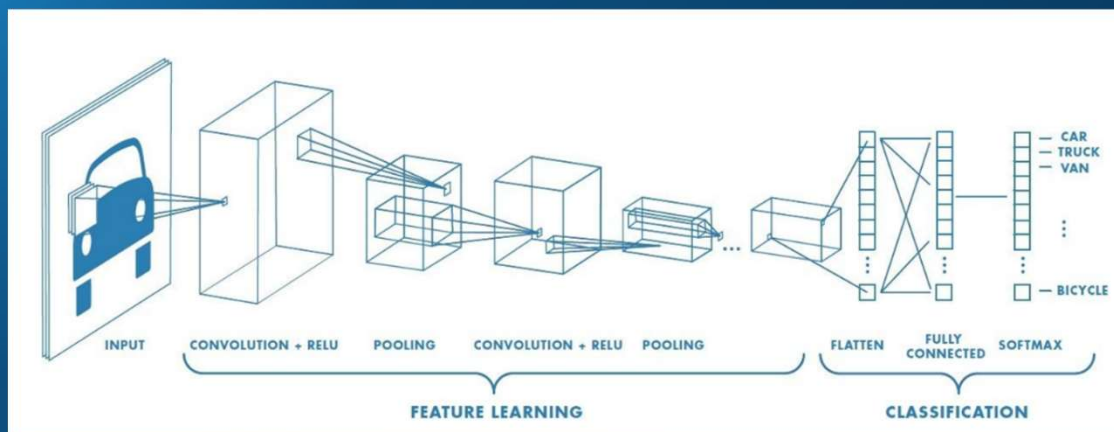 CAR
TRUCK
VAN
BICYCLE
INPUT
CONVOLUTION + RELU
POOLING
CONVOLUTION + RELU
POOLING
FLATTEN
FULLY
CONNECTED
SOFTMAX
FEATURE LEARNING
CLASSIFICATION